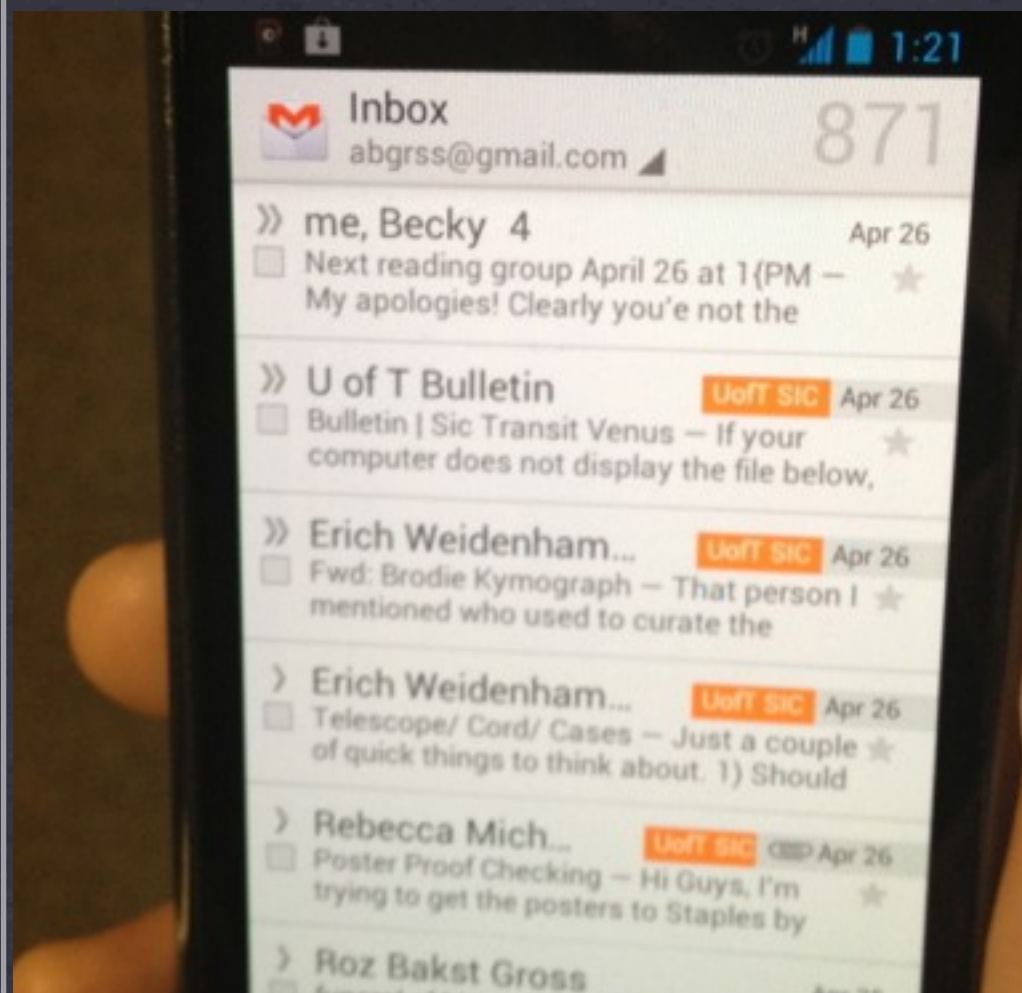 H 1:21
Inbox
871
abgrss@gmail.com
me, Becky 4
Apr 26
Next reading group April 26 at 1{PM –
My apologies! Clearly you'e not the
U of T Bulletin
UofT SIC Apr 26
Bulletin | Sic Transit Venus – If your
computer does not display the file below,
Erich Weidenham...
UofT SIC Apr 26
Fwd: Brodie Kymograph – That person I
mentioned who used to curate the
Erich Weidenham...
UofT SIC Apr 26
Telescope/ Cord/ Cases – Just a couple
of quick things to think about. 1) Should
Rebecca Mich...
UofT SIC Apr 26
Poster Proof Checking – Hi Guys, I'm
trying to get the posters to Staples by
Roz Bakst Gross